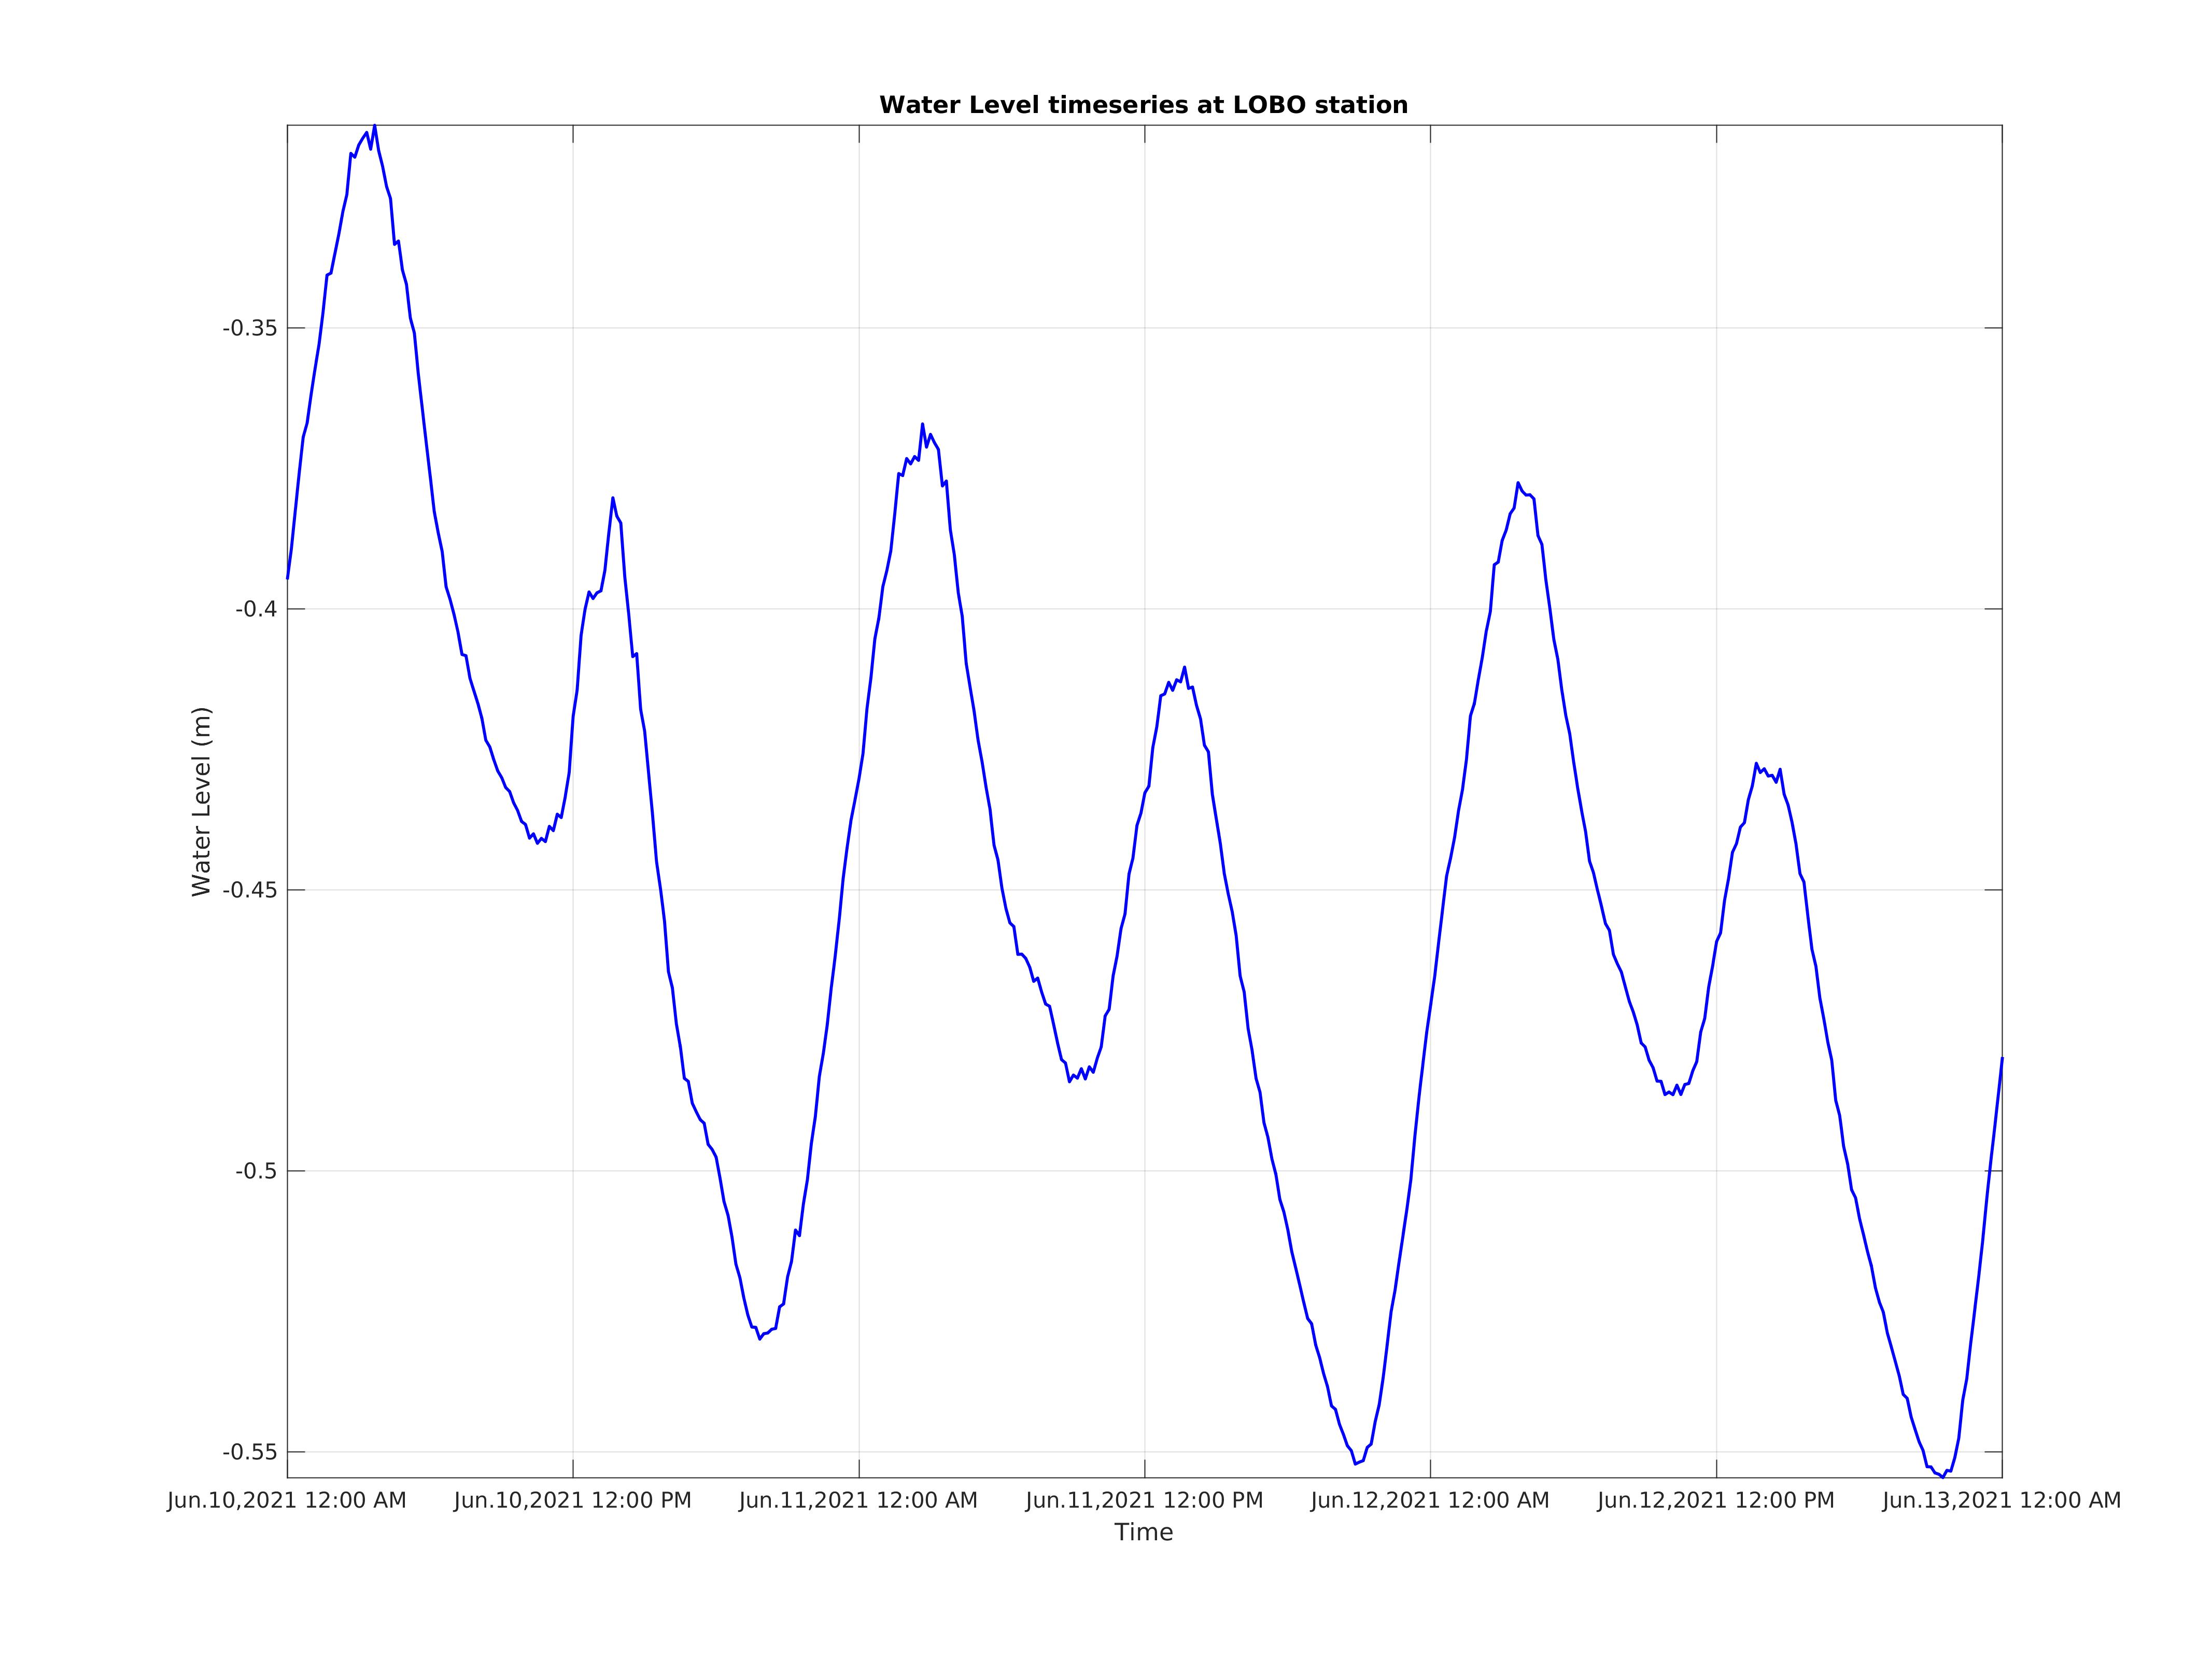 Water Level timeseries at LOBO station
Water Level (m)
-0.35
-0.4
-0.45
-0.5
-0.55
Jun.10,2021 12:00 AM Jun.10,2021 12:00 PM Jun.11,2021 12:00 AM Jun.11,2021 12:00 PM Jun.12,2021 12:00 AM Jun.12,2021 12:00 PM Jun.13,2021 12:00 AM
Time